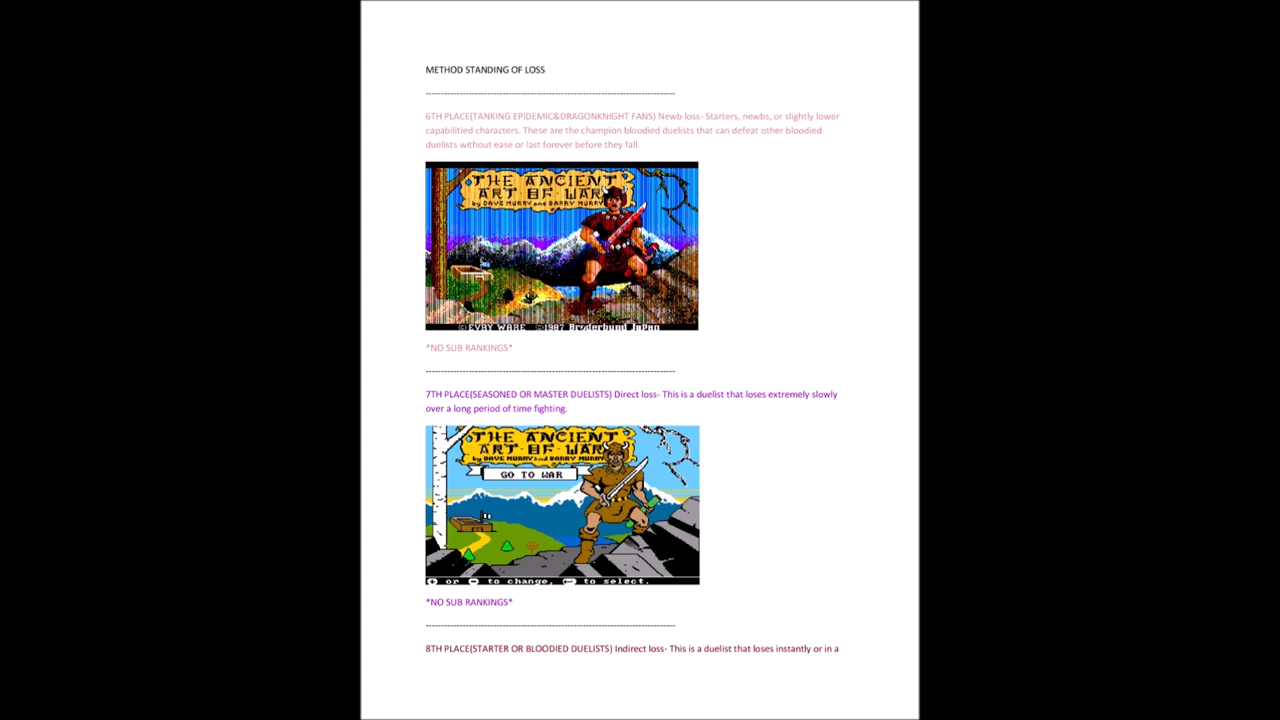 METHOD STANDING OF LOSS
--------------------------------------------------------------------------------
6TH PLACE(TANKING EPIDEMIC&DRAGONKNIGHT FANS) Newb loss- Starters, newbs, or slightly lower
capabilitied characters. These are the champion bloodied duelists that can defeat other bloodied
duelists without ease or last forever before they fall.
THE ANCIENT
ART OF WAR
by DAVE MURRY and BARRY MURRY
© EVRY WARE ©1987 Broderbund Japan
*NO SUB RANKINGS*
--------------------------------------------------------------------------------
7TH PLACE(SEASONED OR MASTER DUELISTS) Direct loss- This is a duelist that loses extremely slowly
over a long period of time fighting.
THE ANCIENT
ART OF WAR
by DAVE MURRY and BARRY MURRY
GO TO WAR
+ or - to change, ↵ to select.
*NO SUB RANKINGS*
--------------------------------------------------------------------------------
8TH PLACE(STARTER OR BLOODIED DUELISTS) Indirect loss- This is a duelist that loses instantly or in a